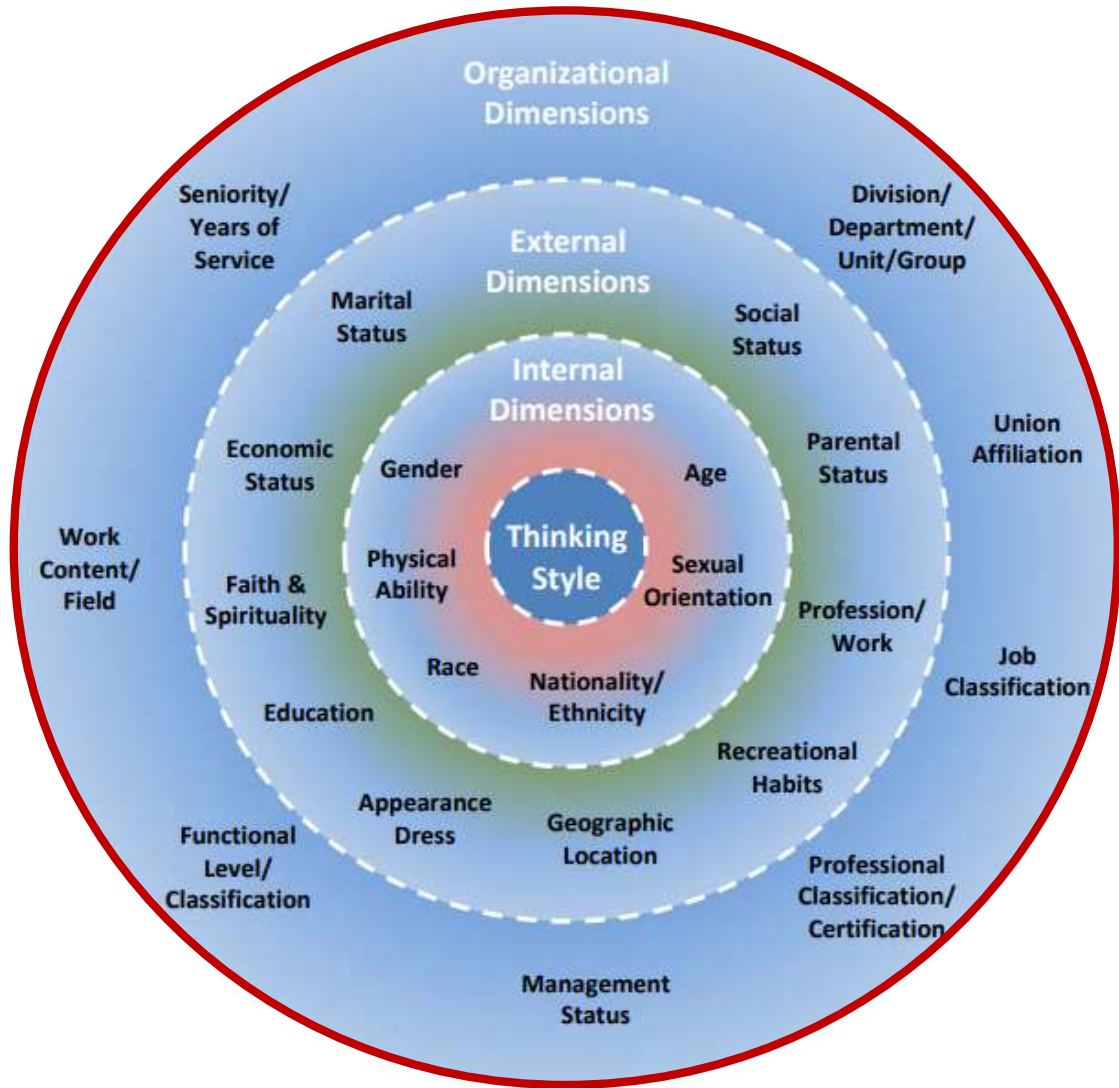 Organizational
Dimensions
Seniority/
Years of
Service
Division/
Department/
Unit/Group
External
Dimensions
Marital
Status
Social
Status
Internal
Dimensions
Union
Affiliation
Economic
Status
Gender
Age
Parental
Status
Work
Content/
Field
Thinking
Style
Physical
Ability
Sexual
Orientation
Faith &
Spirituality
Profession/
Work
Race
Nationality/
Ethnicity
Job
Classification
Education
Recreational
Habits
Appearance
Dress
Geographic
Location
Functional
Level/
Classification
Professional
Classification/
Certification
Management
Status